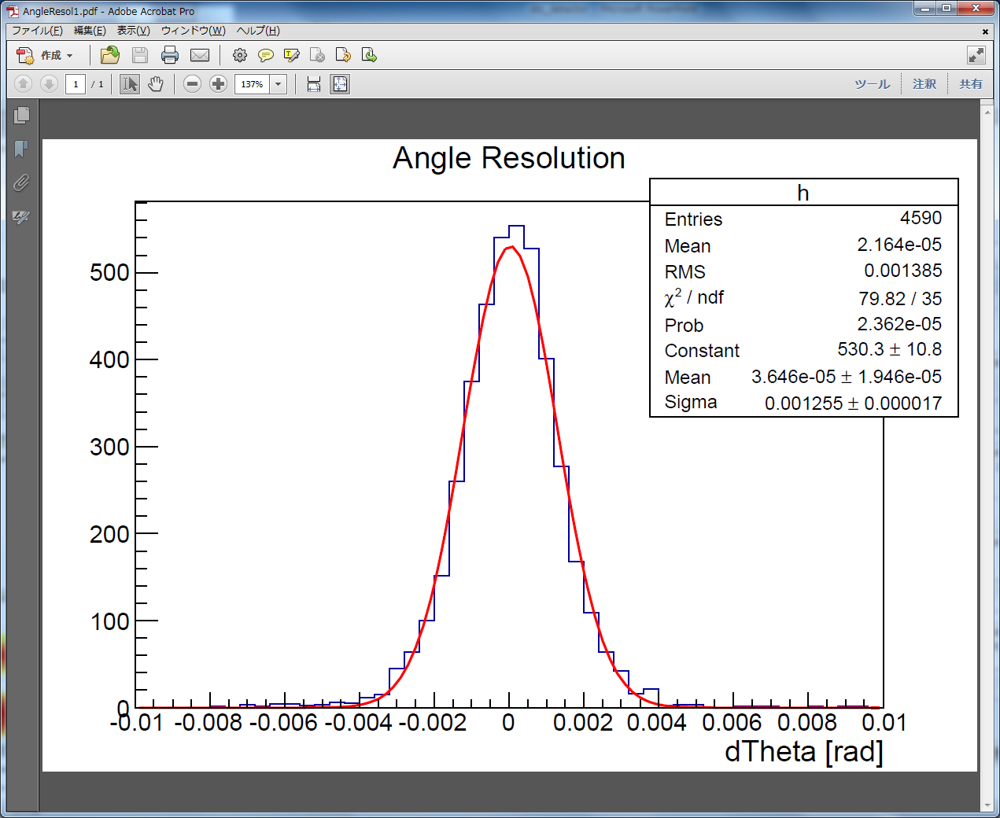 AngleResol1.pdf - Adobe Acrobat Pro
ファイル(F) 編集(E) 表示(V) ウィンドウ(W) ヘルプ(H)
作成
1 / 1 137% ツール 注釈 共有
Angle Resolution
h
Entries 4590
Mean 2.164e-05
RMS 0.001385
χ2 / ndf 79.82 / 35
Prob 2.362e-05
Constant 530.3 ± 10.8
Mean 3.646e-05 ± 1.946e-05
Sigma 0.001255 ± 0.000017
500
400
300
200
100
0
-0.01 -0.008 -0.006 -0.004 -0.002 0 0.002 0.004 0.006 0.008 0.01
dTheta [rad]